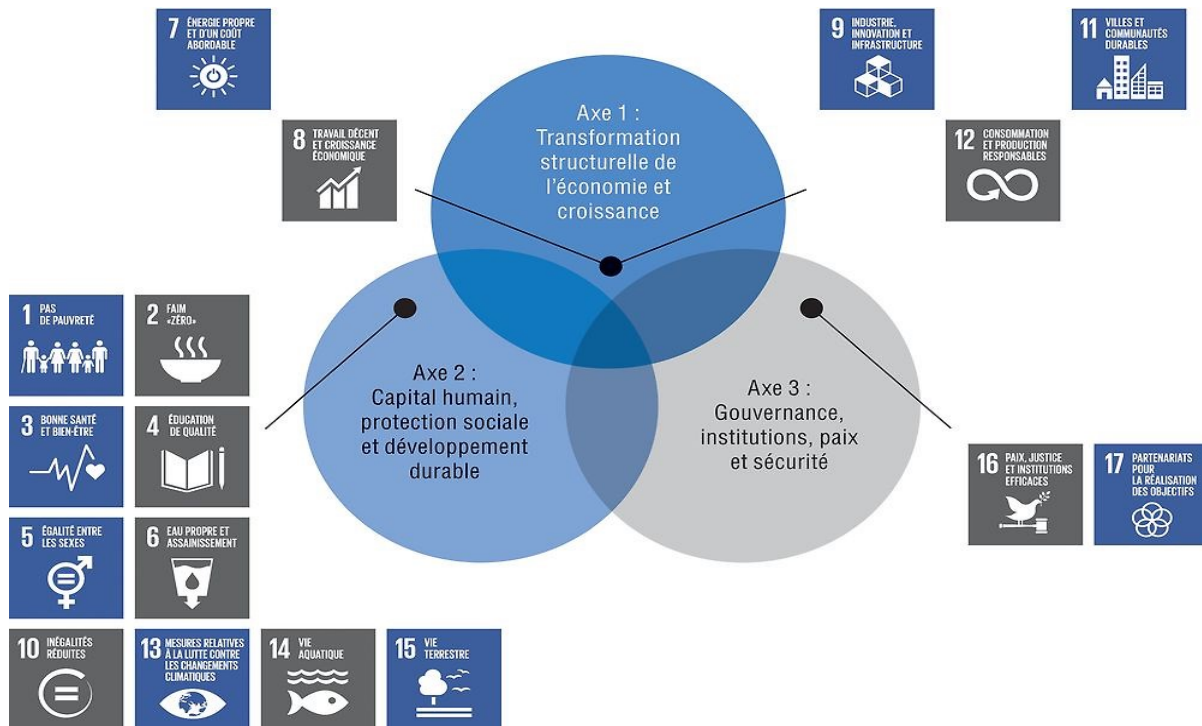 7 ÉNERGIE PROPRE
ET D'UN COÛT
ABORDABLE
9 INDUSTRIE,
INNOVATION ET
INFRASTRUCTURE
11 VILLES ET
COMMUNAUTÉS
DURABLES
8 TRAVAIL DÉCENT
ET CROISSANCE
ÉCONOMIQUE
12 CONSOMMATION
ET PRODUCTION
RESPONSABLES
Axe 1 :
Transformation
structurelle de
l'économie et
croissance
1 PAS
DE PAUVRETÉ
2 FAIM
«ZÉRO»
3 BONNE SANTÉ
ET BIEN-ÊTRE
4 ÉDUCATION
DE QUALITÉ
5 ÉGALITÉ ENTRE
LES SEXES
6 EAU PROPRE ET
ASSAINISSEMENT
10 INÉGALITÉS
RÉDUITES
13 MESURES RELATIVES
À LA LUTTE CONTRE
LES CHANGEMENTS
CLIMATIQUES
14 VIE
AQUATIQUE
15 VIE
TERRESTRE
Axe 2 :
Capital humain,
protection sociale
et développement
durable
Axe 3 :
Gouvernance,
institutions, paix
et sécurité
16 PAIX, JUSTICE
ET INSTITUTIONS
EFFICACES
17 PARTENARIATS
POUR
LA RÉALISATION
DES OBJECTIFS